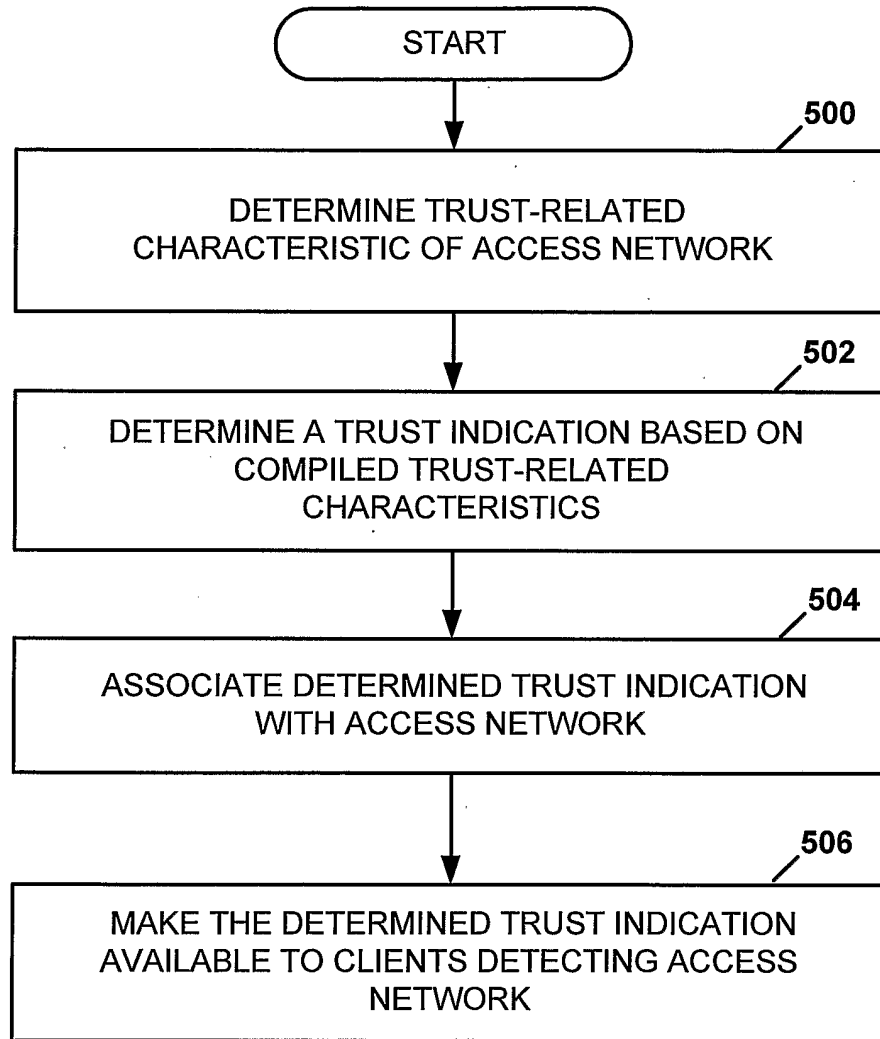 START
500
DETERMINE TRUST-RELATED
CHARACTERISTIC OF ACCESS NETWORK
502
DETERMINE A TRUST INDICATION BASED ON
COMPILED TRUST-RELATED
CHARACTERISTICS
504
ASSOCIATE DETERMINED TRUST INDICATION
WITH ACCESS NETWORK
506
MAKE THE DETERMINED TRUST INDICATION
AVAILABLE TO CLIENTS DETECTING ACCESS
NETWORK